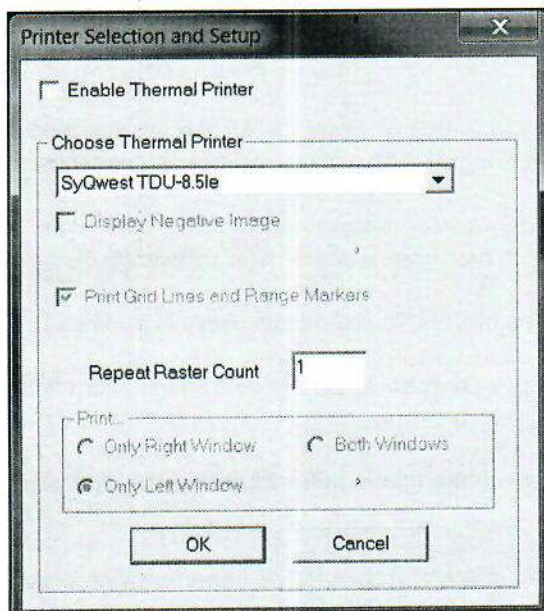 Printer Selection and Setup
Enable Thermal Printer
Choose Thermal Printer
SyQwest TDU-8.5le
Display Negative Image
Print Grid Lines and Range Markers
Repeat Raster Count 1
Print...
Only Right Window Both Windows
Only Left Window
OK Cancel